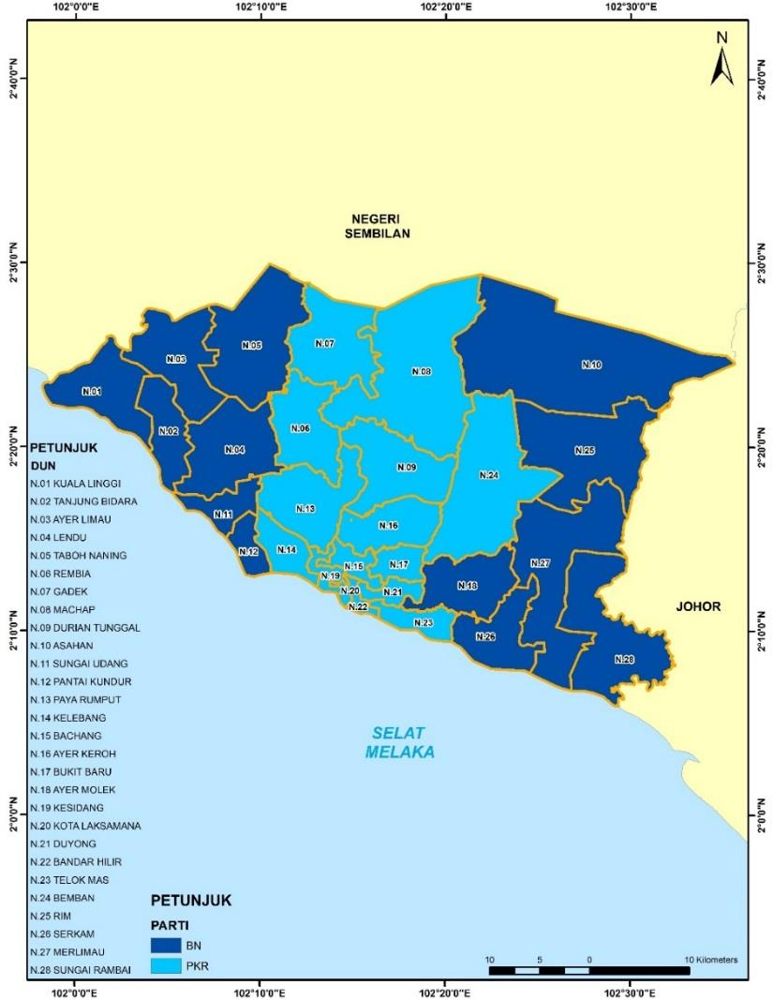 102°0'0"N 102°10'0"N 102°20'0"N 102°30'0"N
N
2°40'0"N 2°40'0"N
NEGERI
SEMBILAN
2°30'0"N 2°30'0"N
N.05
N.07
N.03
N.10
N.08
N.01
N.06
N.02
2°20'0"N 2°20'0"N
N.04
N.25
N.09
N.24
N.11
N.13
N.16
N.12
N.14
N.27
N.15
N.17
N.19
N.18
N.20
N.21
N.22
JOHOR
N.23
2°10'0"N 2°10'0"N
N.26
N.28
SELAT
MELAKA
2°0'0"N 2°0'0"N
PETUNJUK
DUN
N.01 KUALA LINGGI
N.02 TANJUNG BIDARA
N.03 AYER LIMAU
N.04 LENDU
N.05 TABOH NANING
N.06 REMBIA
N.07 GADEK
N.08 MACHAP
N.09 DURIAN TUNGGAL
N.10 ASAHAN
N.11 SUNGAI UDANG
N.12 PANTAI KUNDUR
N.13 PAYA RUMPUT
N.14 KELEBANG
N.15 BACHANG
N.16 AYER KEROH
N.17 BUKIT BARU
N.18 AYER MOLEK
N.19 KESIDANG
N.20 KOTA LAKSAMANA
N.21 DUYONG
N.22 BANDAR HILIR
N.23 TELOK MAS
N.24 BEMBAN
N.25 RIM
N.26 SERKAM
N.27 MERLIMAU
N.28 SUNGAI RAMBAI
PETUNJUK
PARTI
BN
PKR
10 5 0 10 Kilometers
102°0'0"N 102°10'0"N 102°20'0"N 102°30'0"N